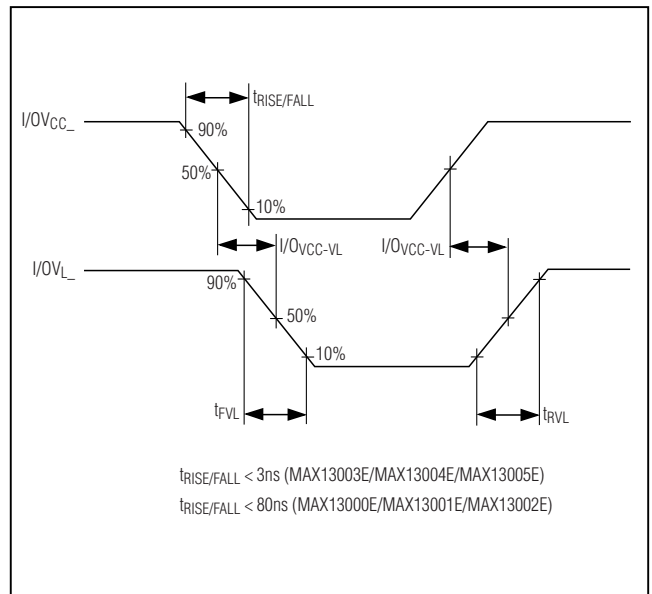 tRISE/FALL
I/OVCC_
90%
50%
10%
I/OVCC-VL I/OVCC-VL
I/OVL_
90%
50%
10%
tFVL tRVL
tRISE/FALL < 3ns (MAX13003E/MAX13004E/MAX13005E)
tRISE/FALL < 80ns (MAX13000E/MAX13001E/MAX13002E)